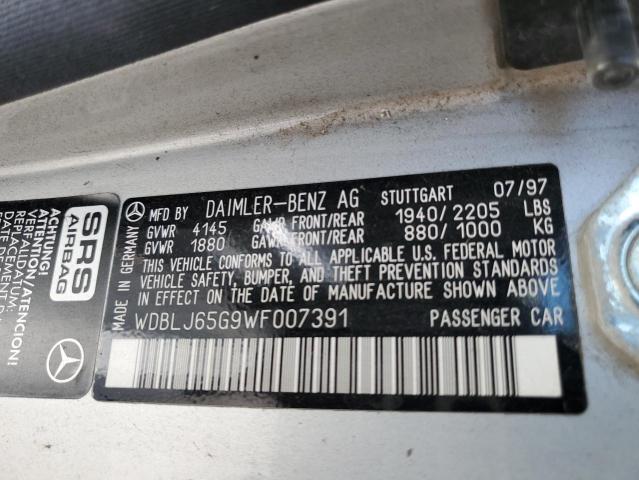 MFD BY DAIMLER-BENZ AG STUTTGART 07/97
GVWR 4145 GAWR FRONT/REAR 1940/2205 LBS
GVWR 1880 GAWR FRONT/REAR 880/1000 KG
THIS VEHICLE CONFORMS TO ALL APPLICABLE U.S. FEDERAL MOTOR
VEHICLE SAFETY, BUMPER, AND THEFT PREVENTION STANDARDS
IN EFFECT ON THE DATE OF MANUFACTURE SHOWN ABOVE
WDBLJ65G9WF007391 PASSENGER CAR
MADE IN GERMANY
SRS
AIRBAG
ACHTUNG!
ATTENTION/ATENCION!